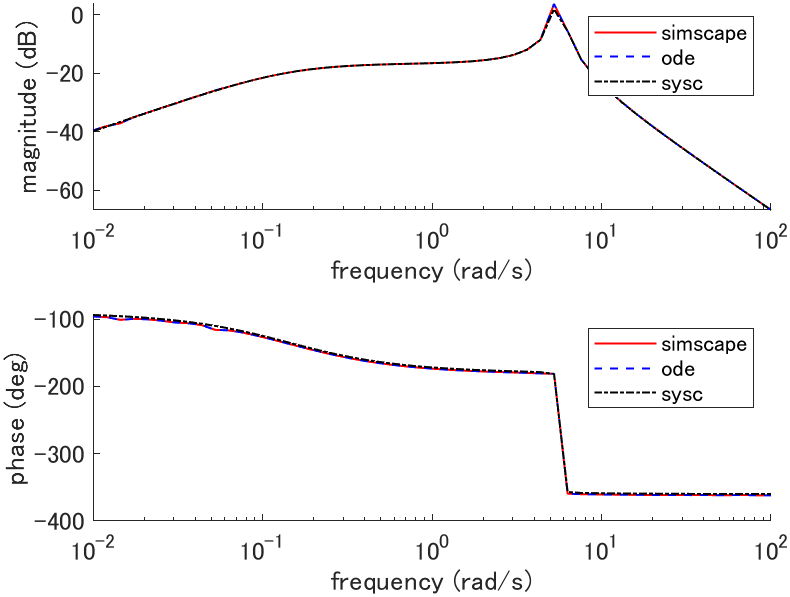 magnitude (dB)
0
-20
-40
-60
simscape
ode
sysc
10^-2
10^-1
10^0
10^1
10^2
frequency (rad/s)
phase (deg)
-100
-200
-300
-400
simscape
ode
sysc
10^-2
10^-1
10^0
10^1
10^2
frequency (rad/s)